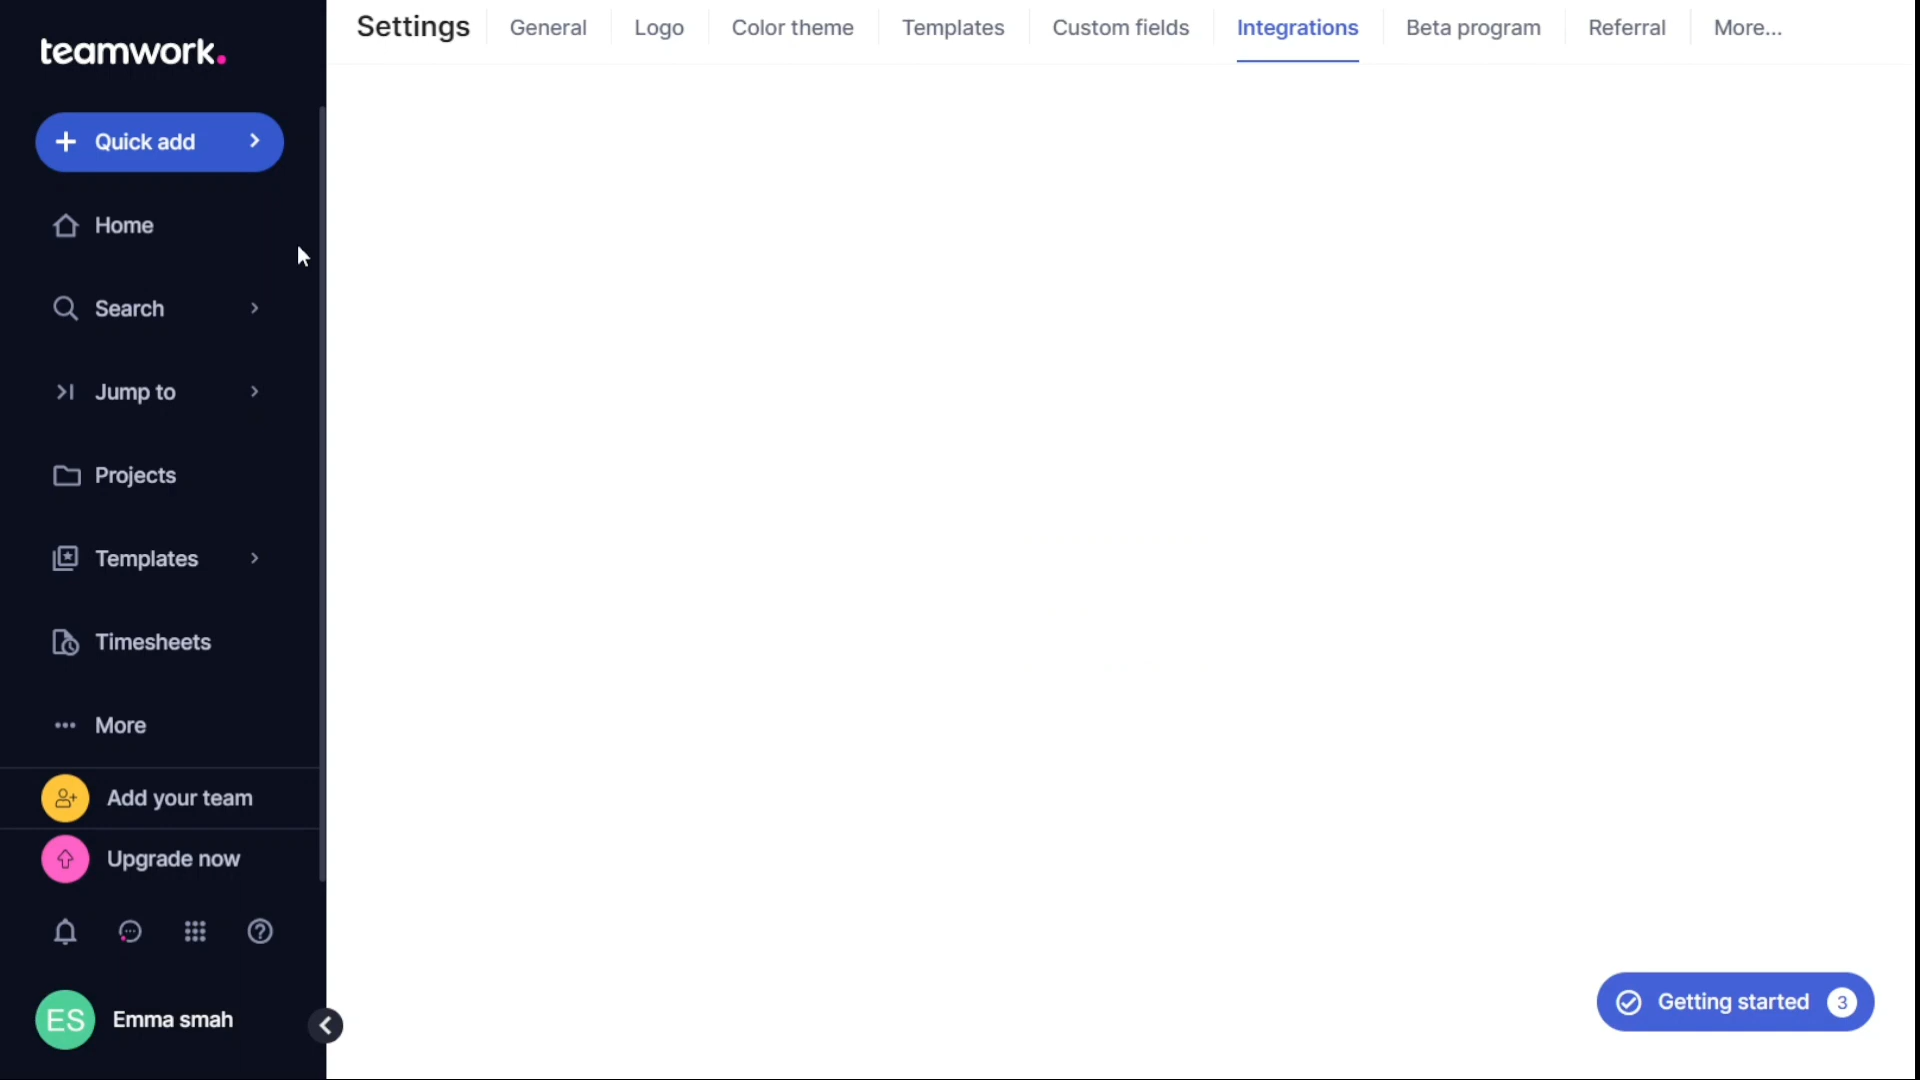 teamwork.
Settings
General
Logo
Color theme
Templates
Custom fields
Integrations
Beta program
Referral
More...
Quick add
Home
Search
Jump to
Projects
Templates
Timesheets
More
Add your team
Upgrade now
ES Emma smah
Getting started 3